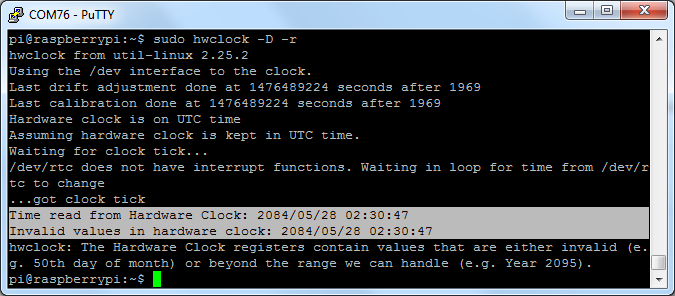 COM76 - PuTTY
pi@raspberrypi:~$ sudo hwclock -D -r
hwclock from util-linux 2.25.2
Using the /dev interface to the clock.
Last drift adjustment done at 1476489224 seconds after 1969
Last calibration done at 1476489224 seconds after 1969
Hardware clock is on UTC time
Assuming hardware clock is kept in UTC time.
Waiting for clock tick...
/dev/rtc does not have interrupt functions. Waiting in loop for time from /dev/r
tc to change
...got clock tick
Time read from Hardware Clock: 2084/05/28 02:30:47
Invalid values in hardware clock: 2084/05/28 02:30:47
hwclock: The Hardware Clock registers contain values that are either invalid (e.
g. 50th day of month) or beyond the range we can handle (e.g. Year 2095).
pi@raspberrypi:~$